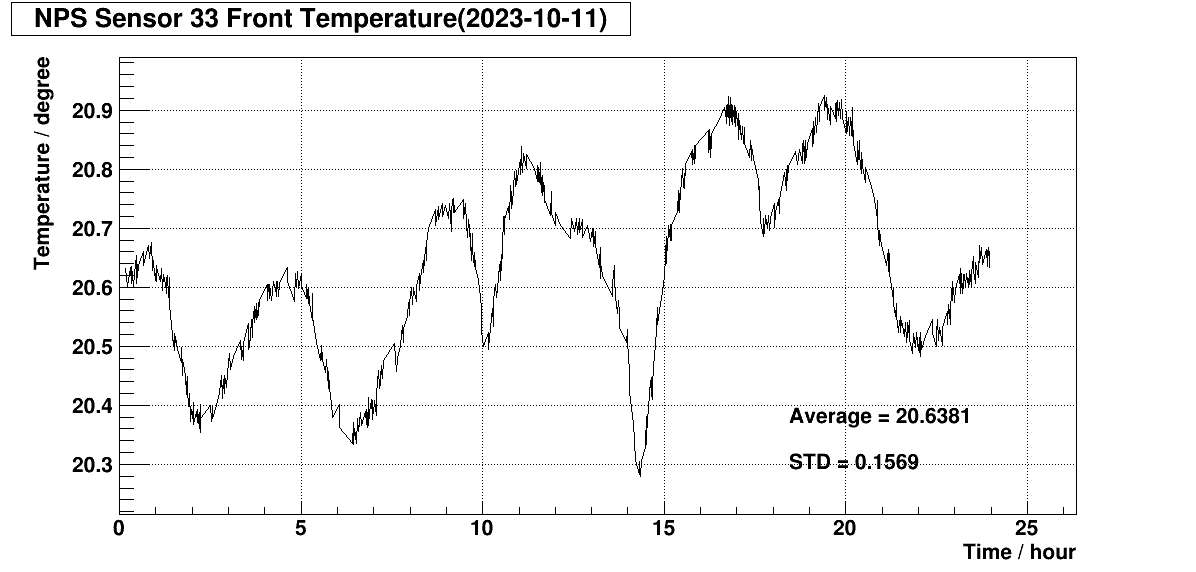 NPS Sensor 33 Front Temperature(2023-10-11)
Temperature / degree
20.9
20.8
20.7
20.6
20.5
20.4
20.3
Average = 20.6381
STD = 0.1569
0 5 10 15 20 25
Time / hour